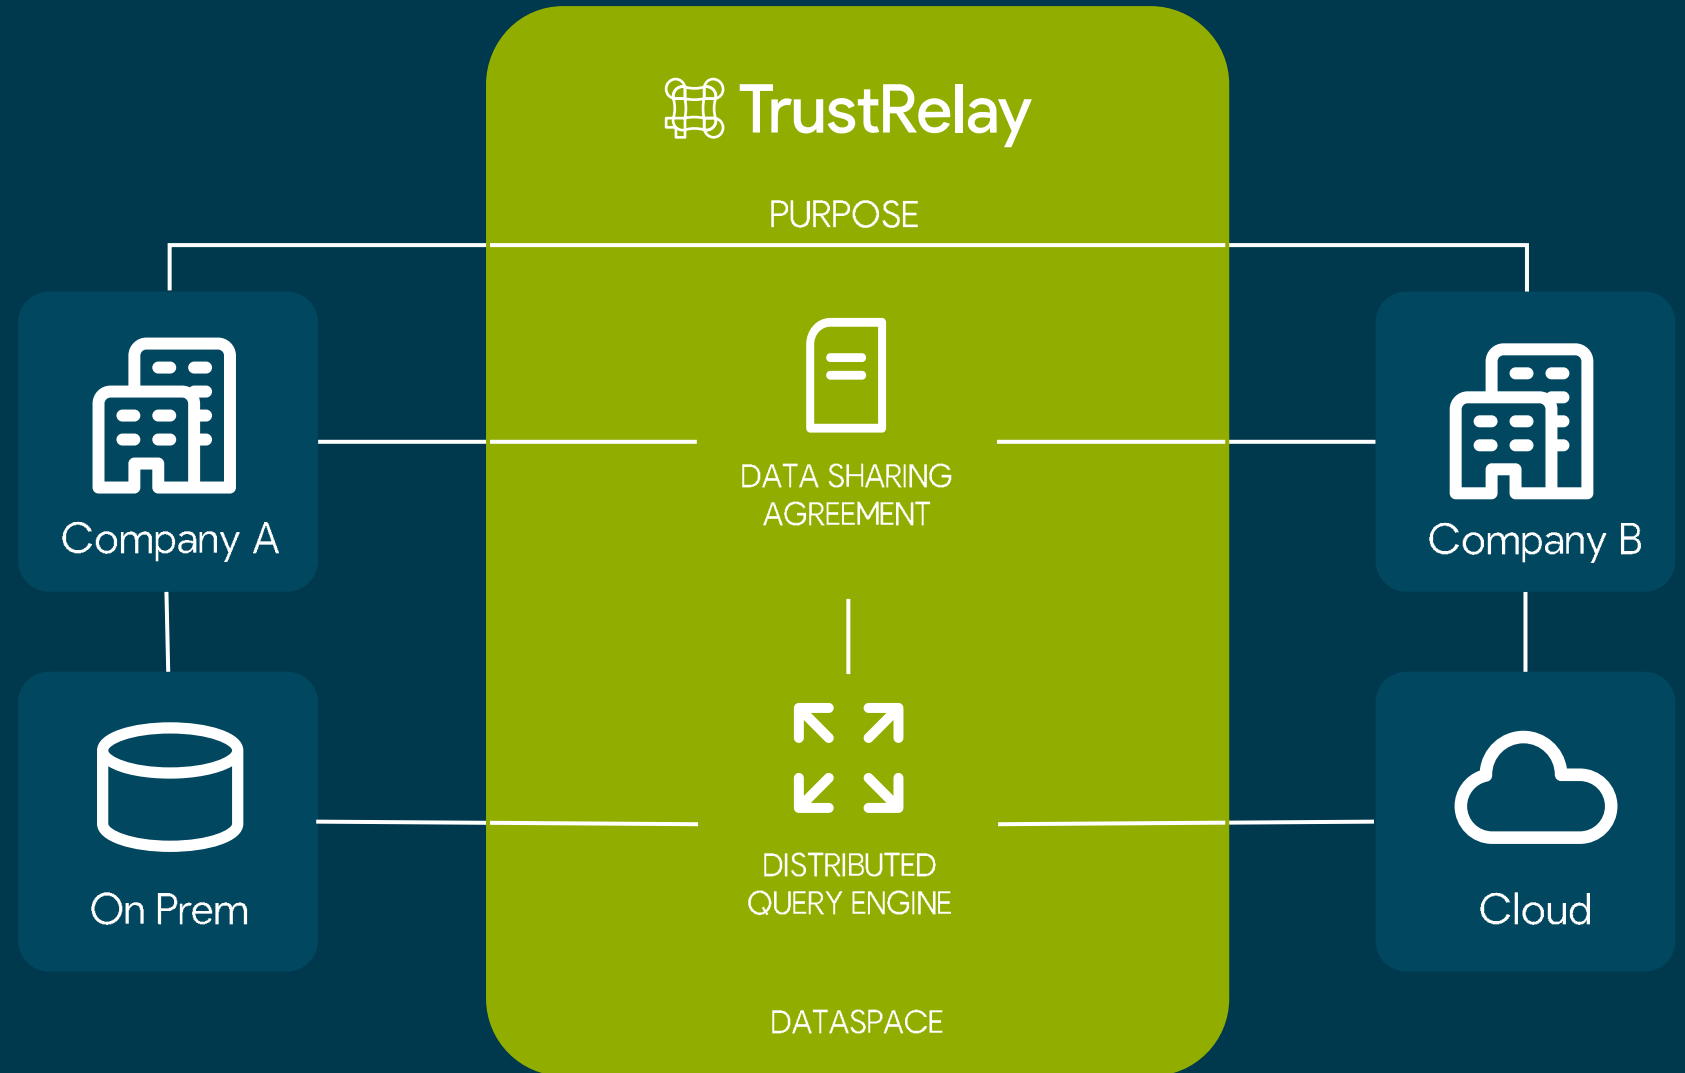 TrustRelay
PURPOSE
DATA SHARING
AGREEMENT
Company A
Company B
DISTRIBUTED
QUERY ENGINE
On Prem
Cloud
DATASPACE